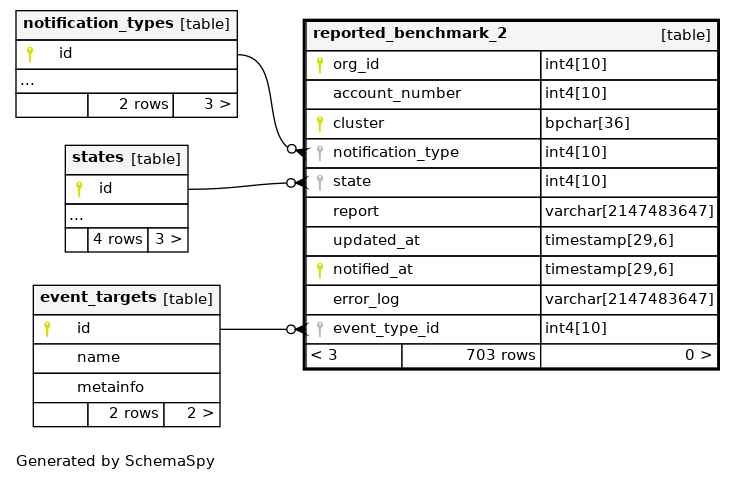 notification_types [table]
id
...
2 rows 3 >
states [table]
id
...
4 rows 3 >
event_targets [table]
id
name
metainfo
2 rows 2 >
reported_benchmark_2 [table]
org_id int4[10]
account_number int4[10]
cluster bpchar[36]
notification_type int4[10]
state int4[10]
report varchar[2147483647]
updated_at timestamp[29,6]
notified_at timestamp[29,6]
error_log varchar[2147483647]
event_type_id int4[10]
< 3 703 rows 0 >
Generated by SchemaSpy